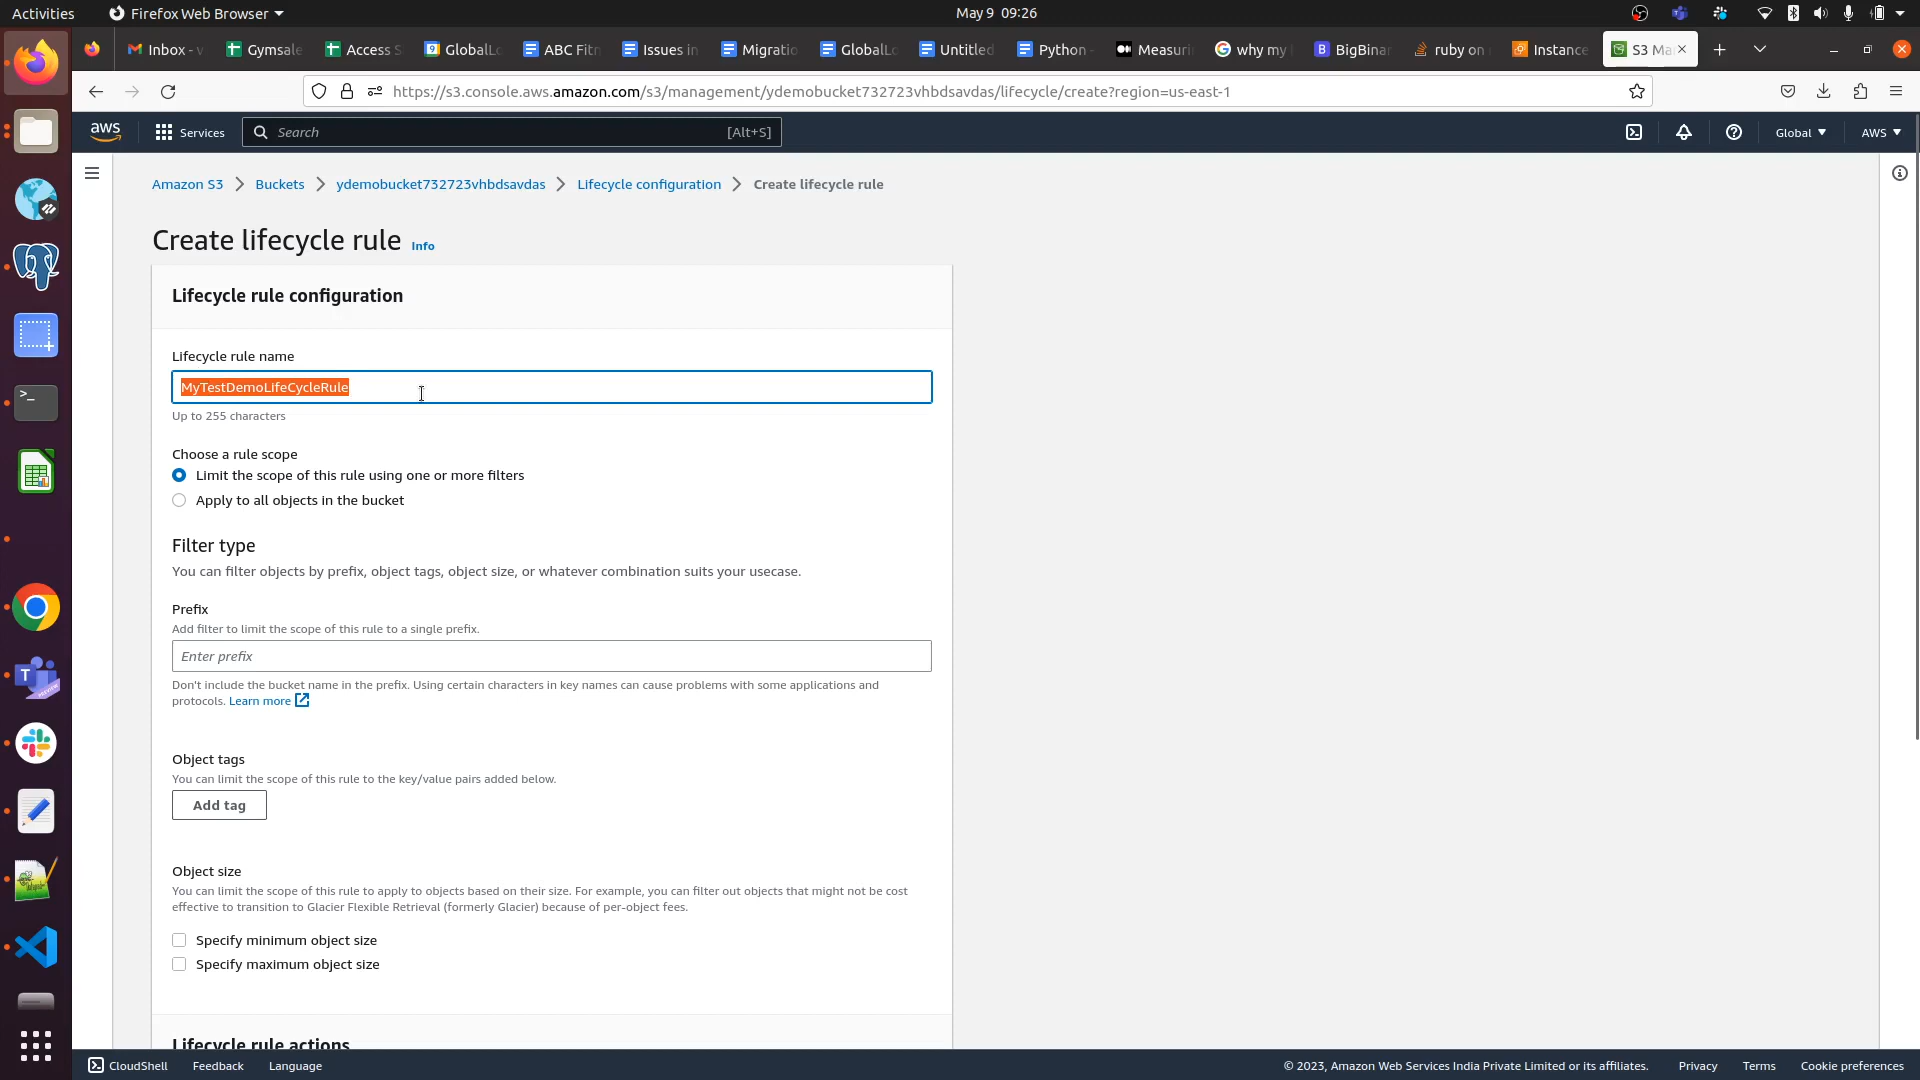 Activities
Firefox Web Browser
May 9 09:26
Inbox - v
Gymsale
Access S
GlobalLo
ABC Fitn
Issues in
Migratio
GlobalLo
Untitled
Python -
Measuri
why my
BigBinar
ruby on
Instance
S3 Ma
https://s3.console.aws.amazon.com/s3/management/ydemobucket732723vhbdsavdas/lifecycle/create?region=us-east-1
aws
Services
Search
[Alt+S]
Global
AWS
Amazon S3
Buckets
ydemobucket732723vhbdsavdas
Lifecycle configuration
Create lifecycle rule
Create lifecycle rule
Info
Lifecycle rule configuration
Lifecycle rule name
MyTestDemoLifeCycleRule
Up to 255 characters
Choose a rule scope
Limit the scope of this rule using one or more filters
Apply to all objects in the bucket
Filter type
You can filter objects by prefix, object tags, object size, or whatever combination suits your usecase.
Prefix
Add filter to limit the scope of this rule to a single prefix.
Enter prefix
Don't include the bucket name in the prefix. Using certain characters in key names can cause problems with some applications and
protocols. Learn more
Object tags
You can limit the scope of this rule to the key/value pairs added below.
Add tag
Object size
You can limit the scope of this rule to apply to objects based on their size. For example, you can filter out objects that might not be cost
effective to transition to Glacier Flexible Retrieval (formerly Glacier) because of per-object fees.
Specify minimum object size
Specify maximum object size
Lifecycle rule actions
CloudShell
Feedback
Language
© 2023, Amazon Web Services India Private Limited or its affiliates.
Privacy
Terms
Cookie preferences